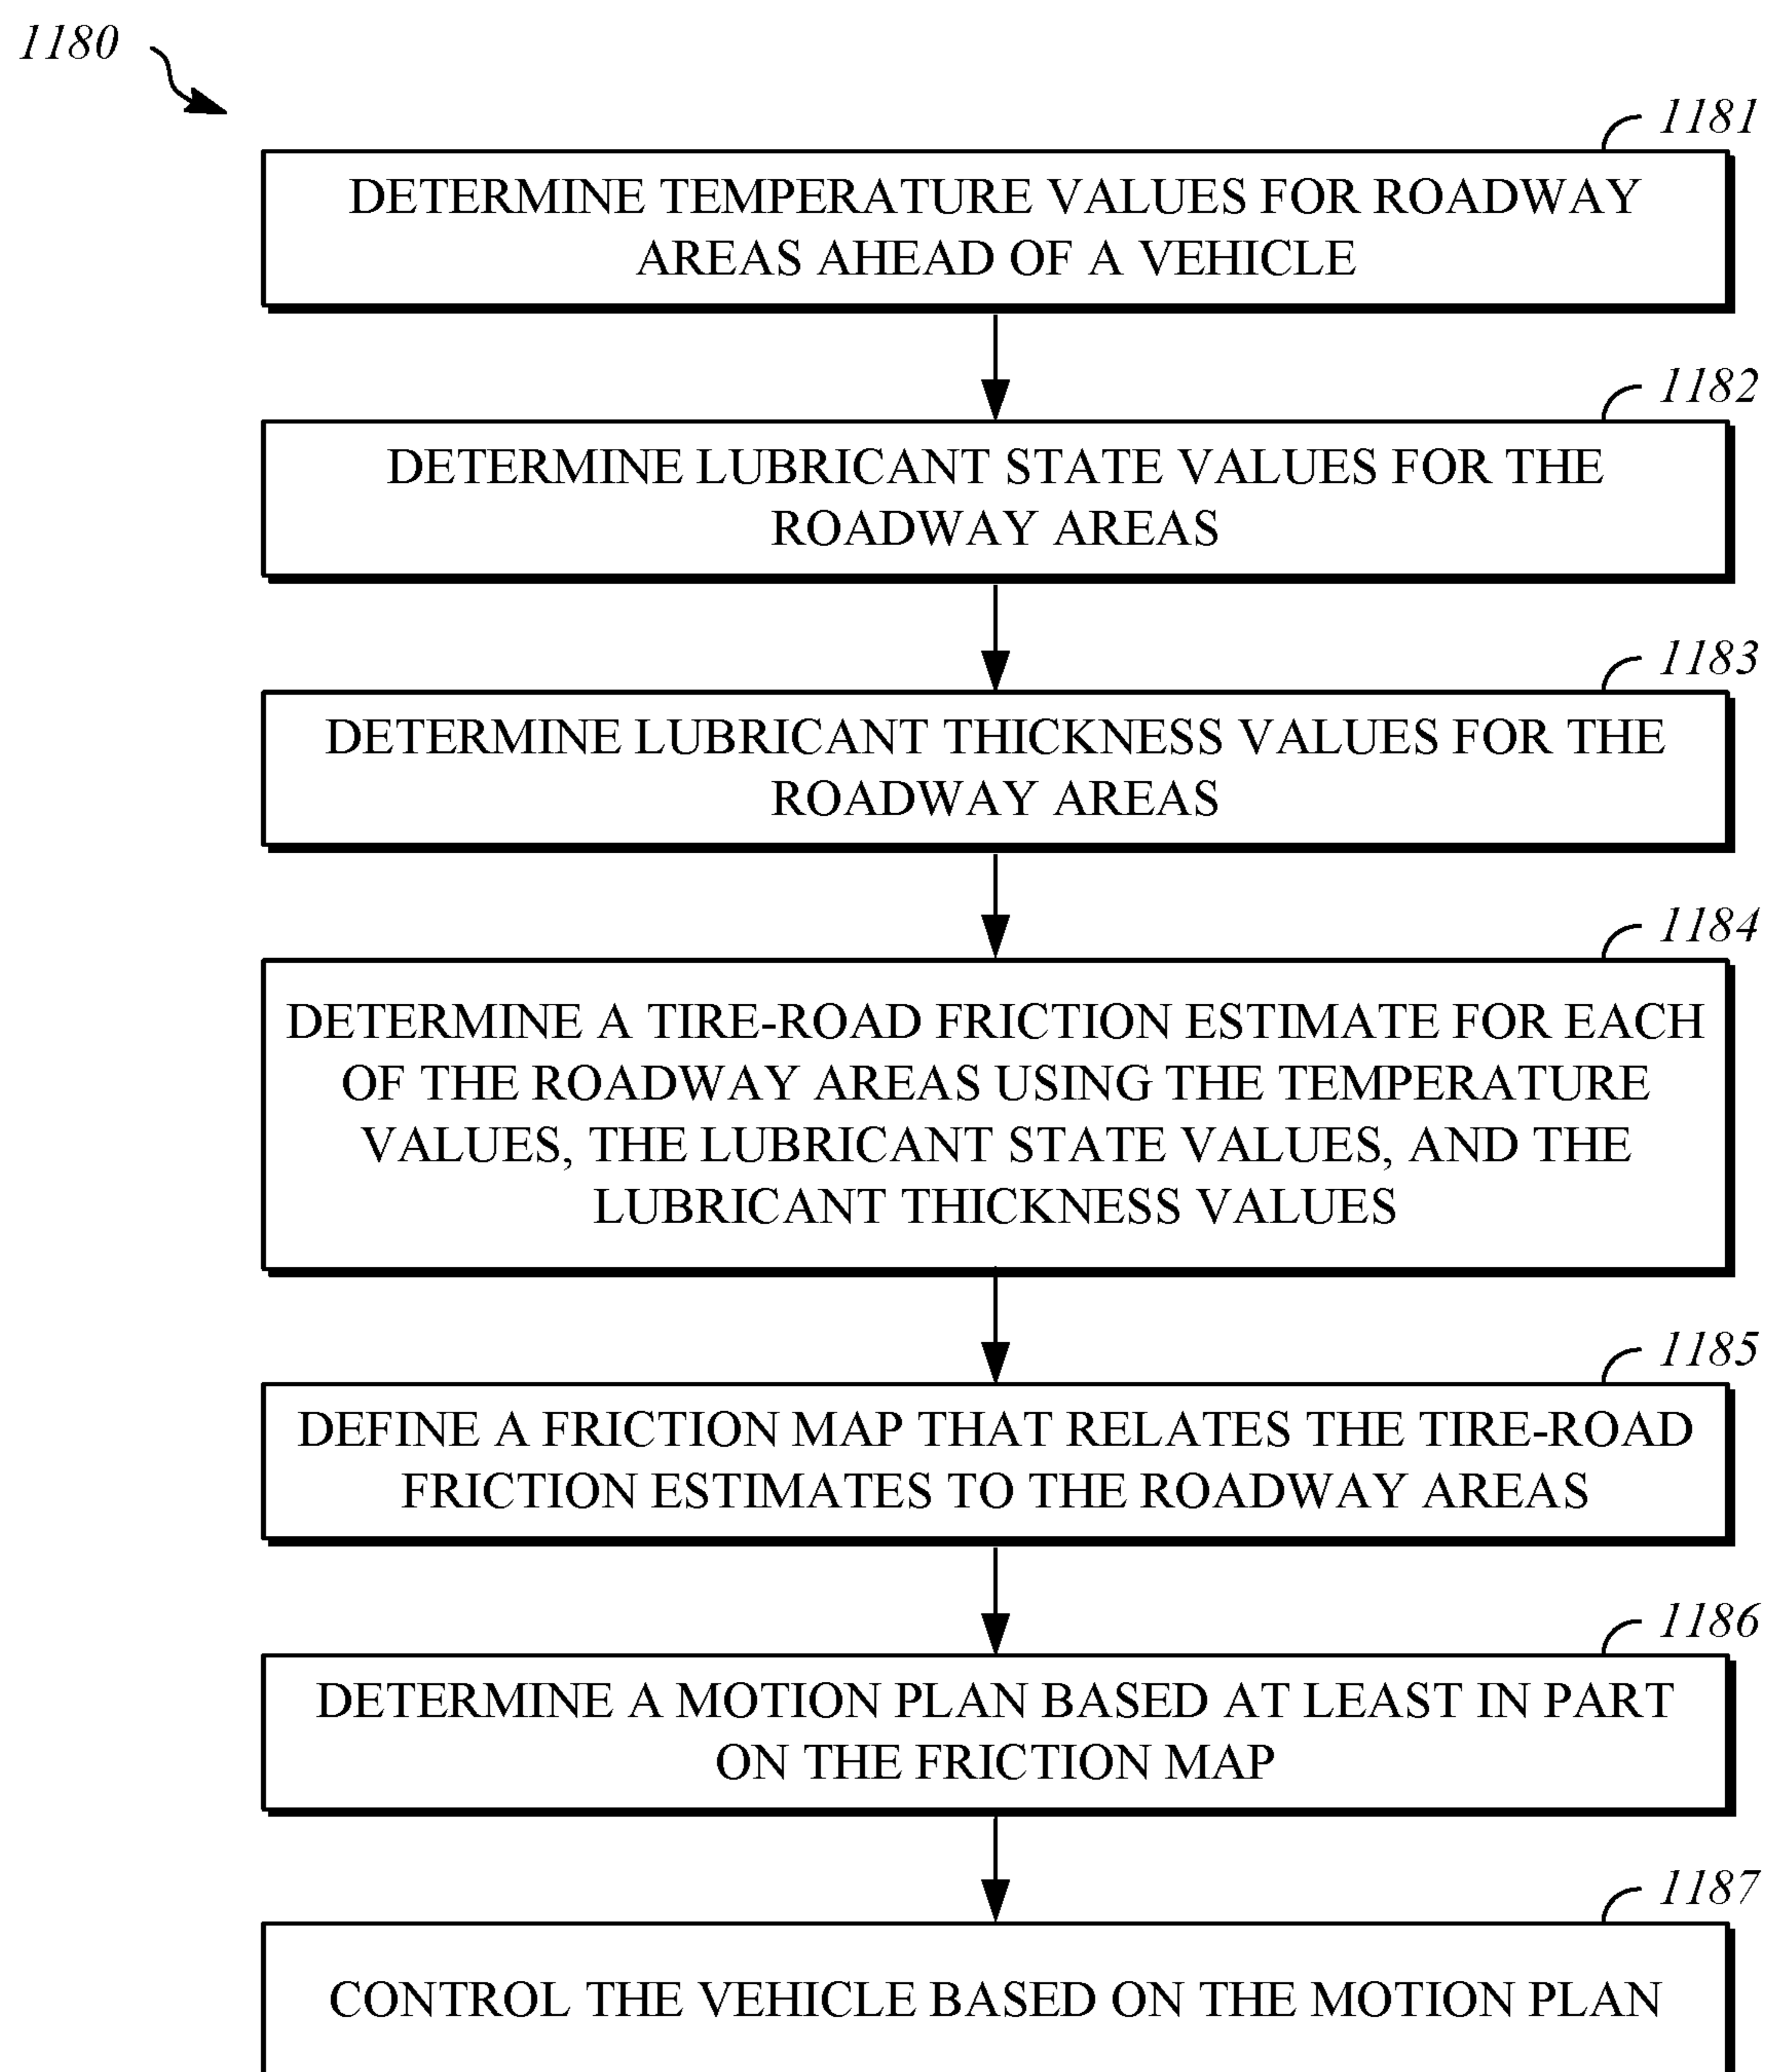 1180
1181
DETERMINE TEMPERATURE VALUES FOR ROADWAY
AREAS AHEAD OF A VEHICLE
1182
DETERMINE LUBRICANT STATE VALUES FOR THE
ROADWAY AREAS
1183
DETERMINE LUBRICANT THICKNESS VALUES FOR THE
ROADWAY AREAS
1184
DETERMINE A TIRE-ROAD FRICTION ESTIMATE FOR EACH
OF THE ROADWAY AREAS USING THE TEMPERATURE
VALUES, THE LUBRICANT STATE VALUES, AND THE
LUBRICANT THICKNESS VALUES
1185
DEFINE A FRICTION MAP THAT RELATES THE TIRE-ROAD
FRICTION ESTIMATES TO THE ROADWAY AREAS
1186
DETERMINE A MOTION PLAN BASED AT LEAST IN PART
ON THE FRICTION MAP
1187
CONTROL THE VEHICLE BASED ON THE MOTION PLAN